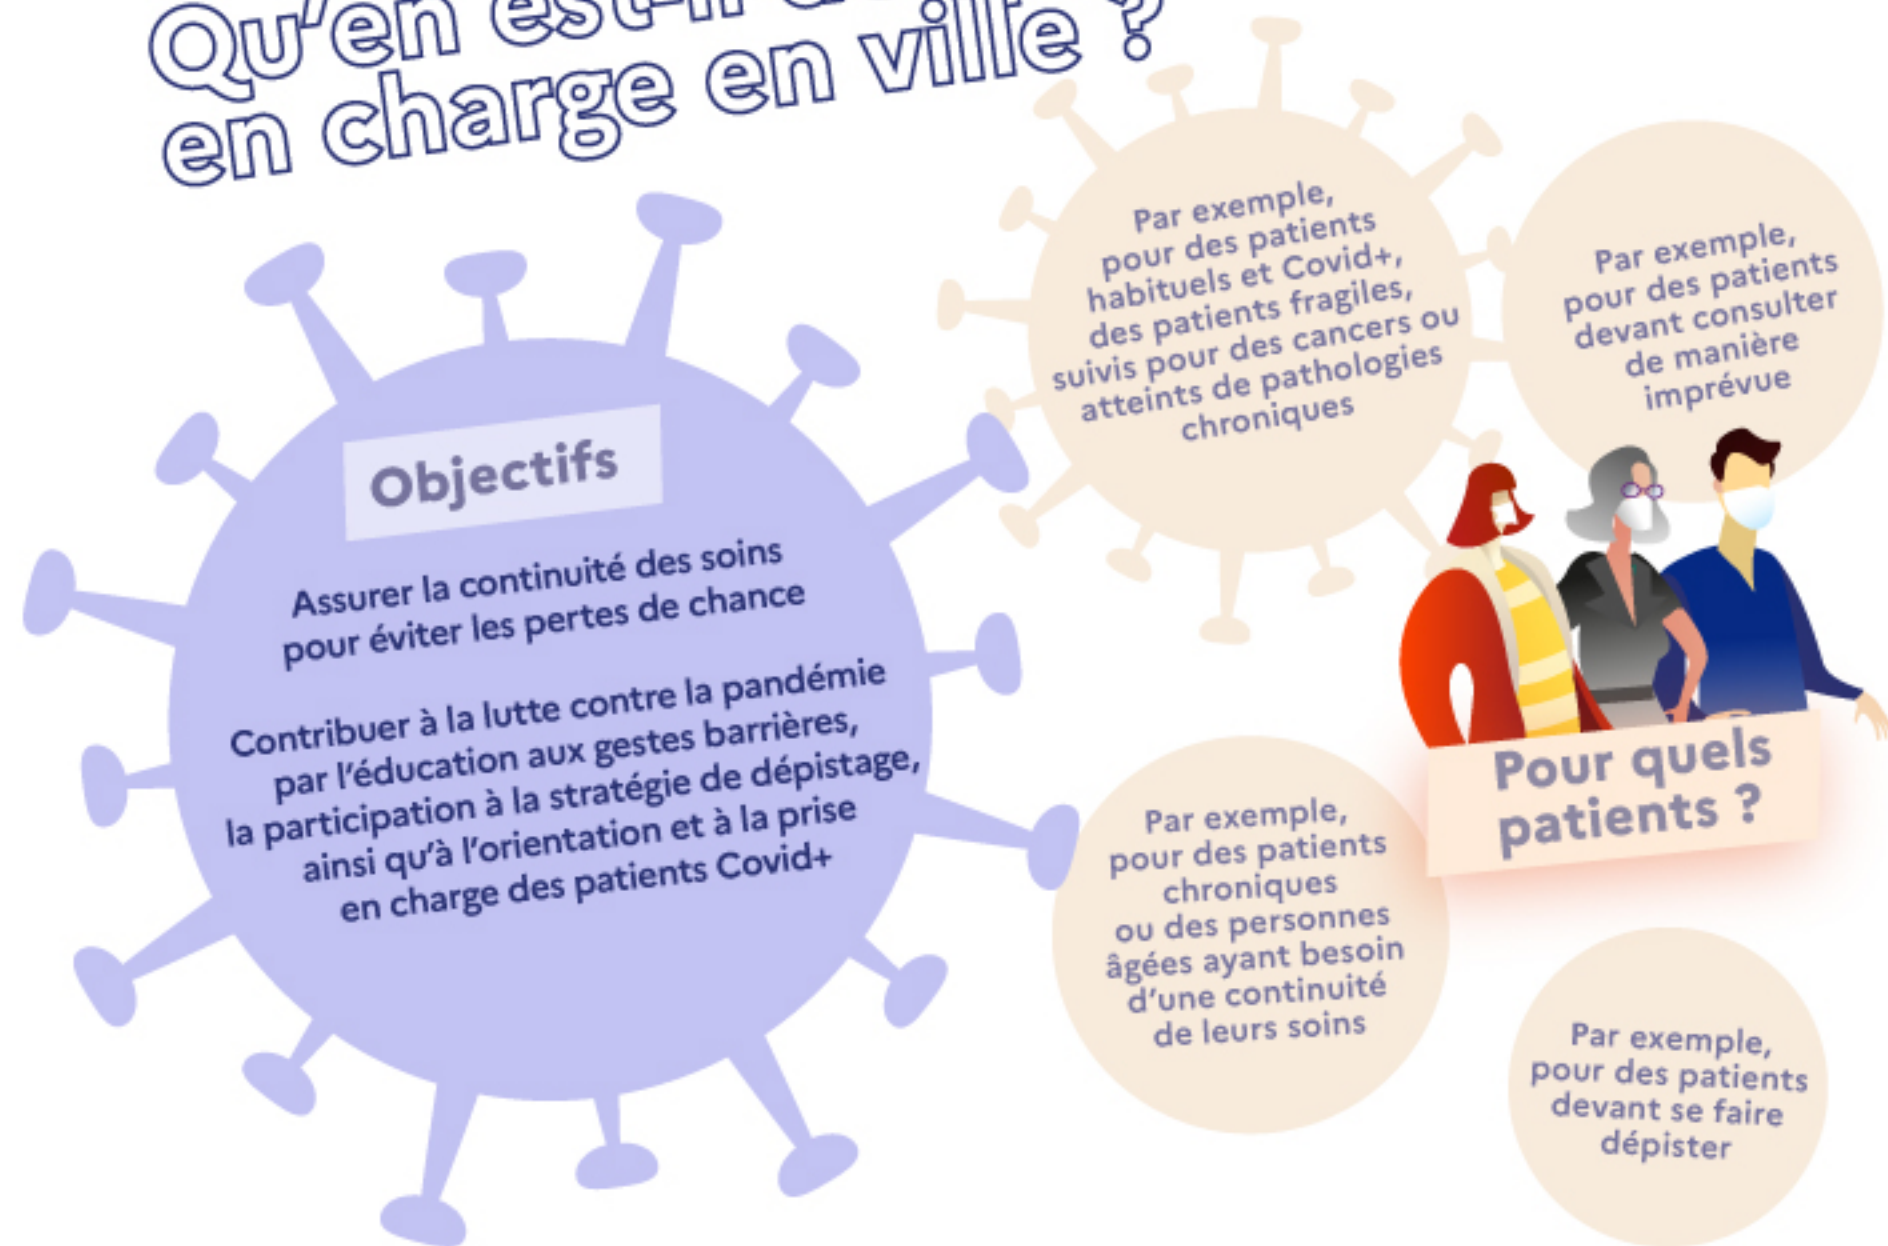 Qu'en est-il
en charge en ville ?
Objectifs
Assurer la continuité des soins
pour éviter les pertes de chance
Contribuer à la lutte contre la pandémie
par l'éducation aux gestes barrières,
la participation à la stratégie de dépistage,
ainsi qu'à l'orientation et à la prise
en charge des patients Covid+
Par exemple,
pour des patients
habituels et Covid+,
des patients fragiles,
suivis pour des cancers ou
atteints de pathologies
chroniques
Par exemple,
pour des patients
devant consulter
de manière
imprévue
Pour quels
patients ?
Par exemple,
pour des patients
chroniques
ou des personnes
âgées ayant besoin
d'une continuité
de leurs soins
Par exemple,
pour des patients
devant se faire
dépister